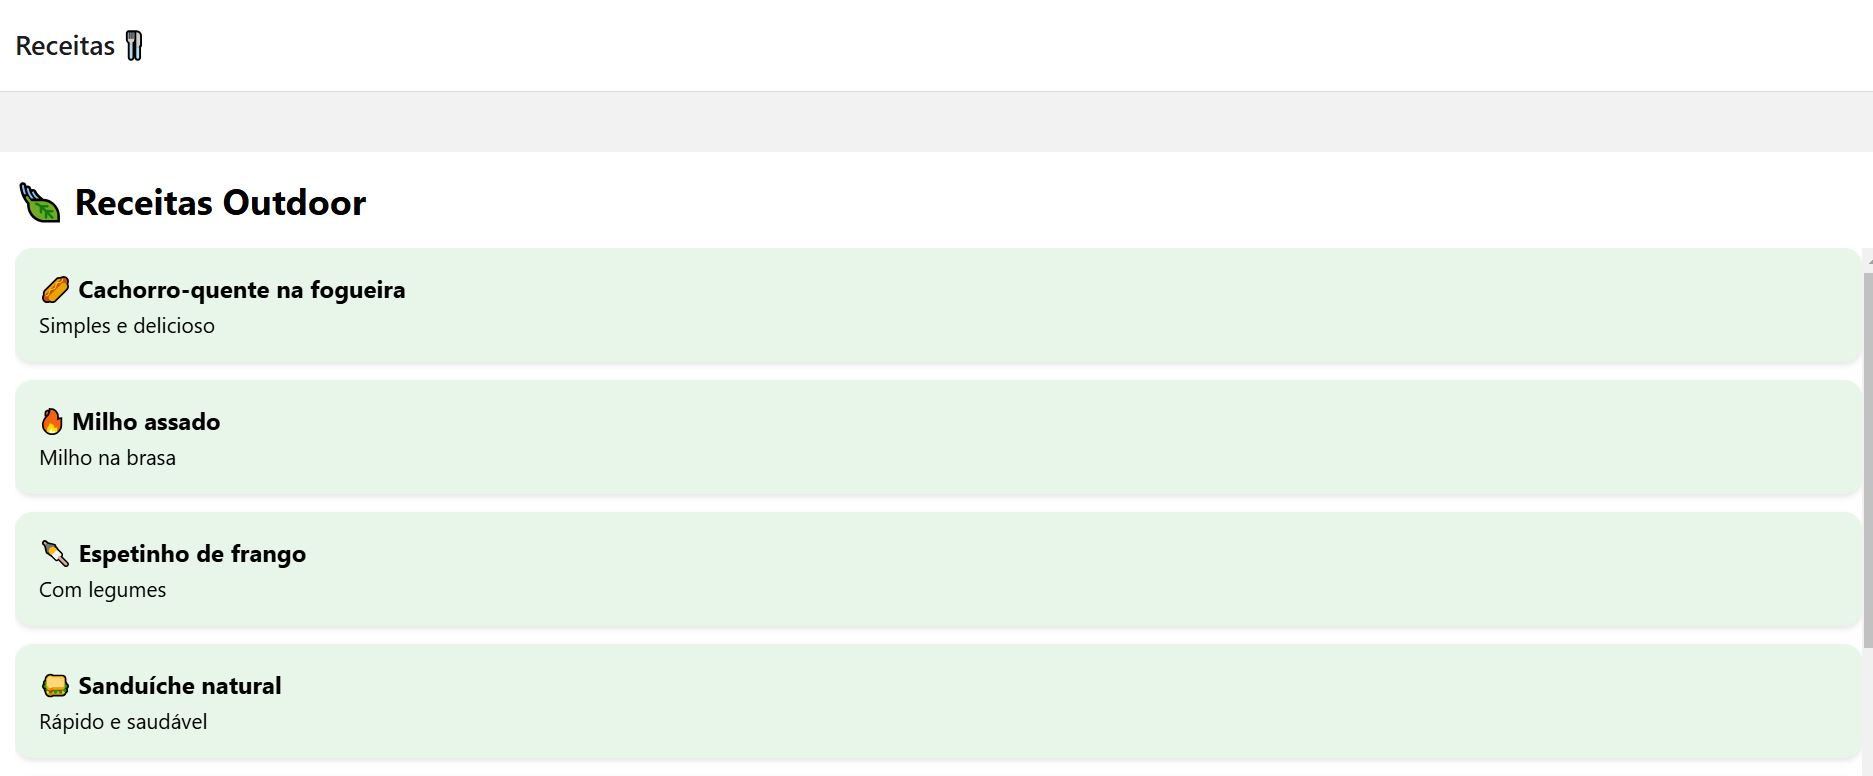 Receitas 🍴
🌿 Receitas Outdoor
🌭 Cachorro-quente na fogueira
Simples e delicioso
🔥 Milho assado
Milho na brasa
🍢 Espetinho de frango
Com legumes
🥪 Sanduíche natural
Rápido e saudável